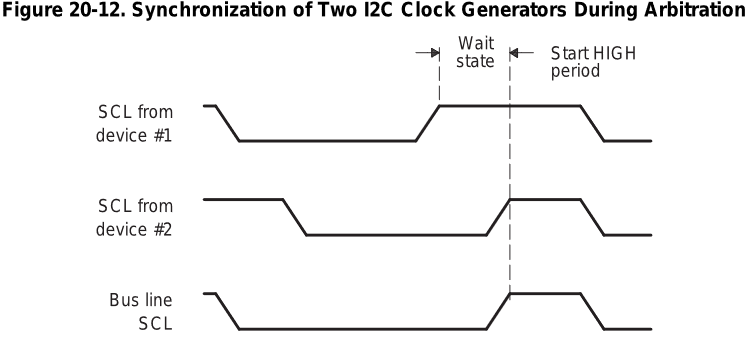 Figure 20-12. Synchronization of Two I2C Clock Generators During Arbitration
Wait
state
Start HIGH
period
SCL from
device #1
SCL from
device #2
Bus line
SCL